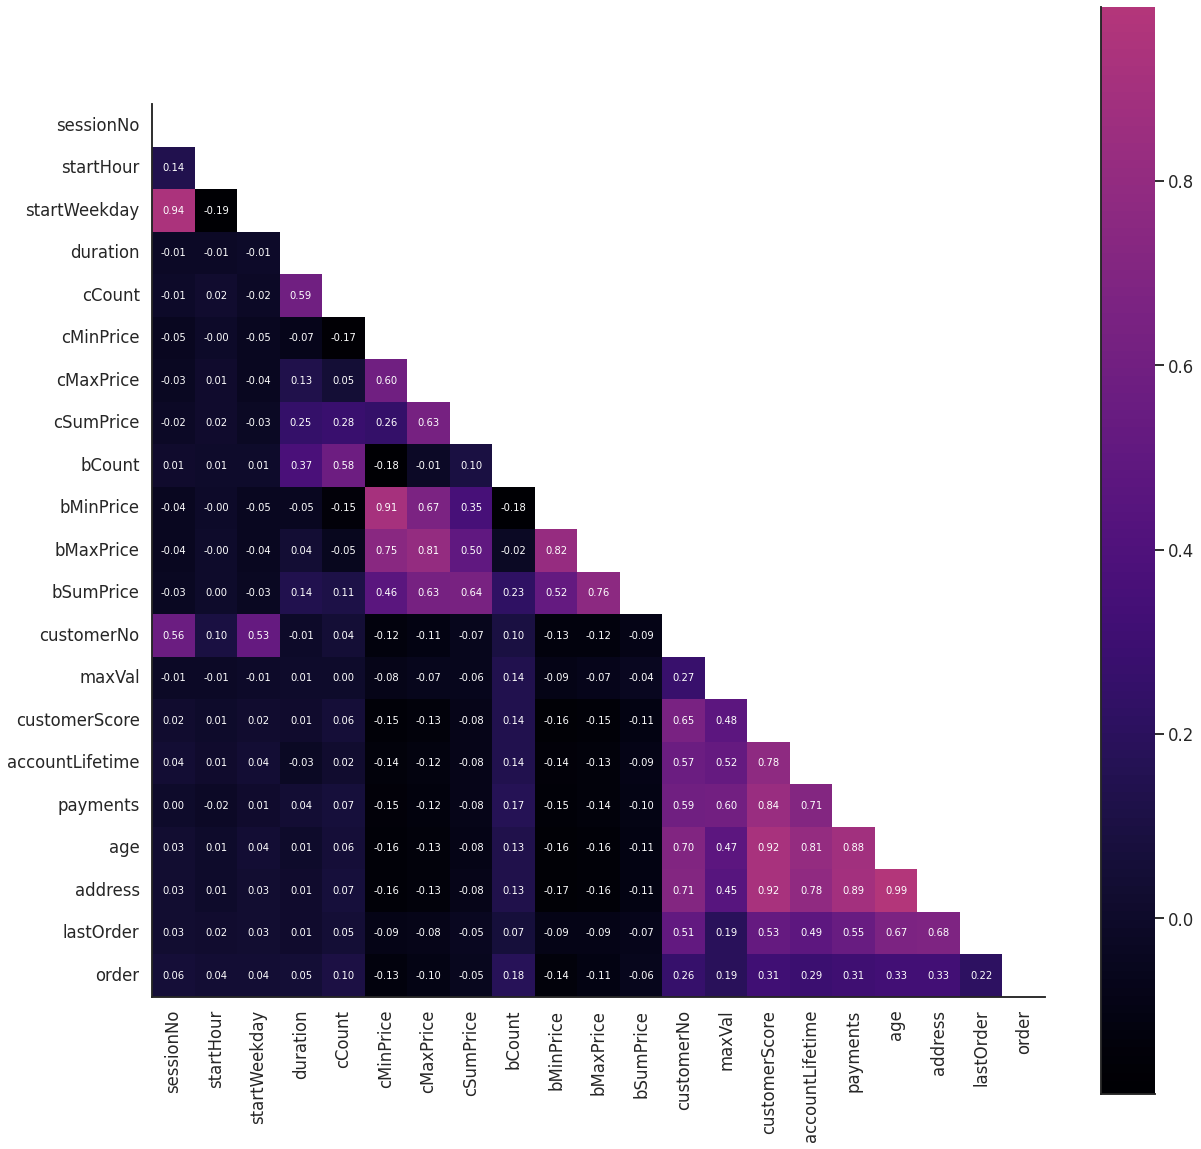 sessionNo
startHour 0.14
startWeekday 0.94 -0.19
duration -0.01 -0.01 -0.01
cCount -0.01 0.02 -0.02 0.59
cMinPrice -0.05 -0.00 -0.05 -0.07 -0.17
cMaxPrice -0.03 0.01 -0.04 0.13 0.05 0.60
cSumPrice -0.02 0.02 -0.03 0.25 0.28 0.26 0.63
bCount 0.01 0.01 0.01 0.37 0.58 -0.18 -0.01 0.10
bMinPrice -0.04 -0.00 -0.05 -0.05 -0.15 0.91 0.67 0.35 -0.18
bMaxPrice -0.04 -0.00 -0.04 0.04 -0.05 0.75 0.81 0.50 -0.02 0.82
bSumPrice -0.03 0.00 -0.03 0.14 0.11 0.46 0.63 0.64 0.23 0.52 0.76
customerNo 0.56 0.10 0.53 -0.01 0.04 -0.12 -0.11 -0.07 0.10 -0.13 -0.12 -0.09
maxVal -0.01 -0.01 -0.01 0.01 0.00 -0.08 -0.07 -0.06 0.14 -0.09 -0.07 -0.04 0.27
customerScore 0.02 0.01 0.02 0.01 0.06 -0.15 -0.13 -0.08 0.14 -0.16 -0.15 -0.11 0.65 0.48
accountLifetime 0.04 0.01 0.04 -0.03 0.02 -0.14 -0.12 -0.08 0.14 -0.14 -0.13 -0.09 0.57 0.52 0.78
payments 0.00 -0.02 0.01 0.04 0.07 -0.15 -0.12 -0.08 0.17 -0.15 -0.14 -0.10 0.59 0.60 0.84 0.71
age 0.03 0.01 0.04 0.01 0.06 -0.16 -0.13 -0.08 0.13 -0.16 -0.16 -0.11 0.70 0.47 0.92 0.81 0.88
address 0.03 0.01 0.03 0.01 0.07 -0.16 -0.13 -0.08 0.13 -0.17 -0.16 -0.11 0.71 0.45 0.92 0.78 0.89 0.99
lastOrder 0.03 0.02 0.03 0.01 0.05 -0.09 -0.08 -0.05 0.07 -0.09 -0.09 -0.07 0.51 0.19 0.53 0.49 0.55 0.67 0.68
order 0.06 0.04 0.04 0.05 0.10 -0.13 -0.10 -0.05 0.18 -0.14 -0.11 -0.06 0.26 0.19 0.31 0.29 0.31 0.33 0.33 0.22
sessionNo
startHour
startWeekday
duration
cCount
cMinPrice
cMaxPrice
cSumPrice
bCount
bMinPrice
bMaxPrice
bSumPrice
customerNo
maxVal
customerScore
accountLifetime
payments
age
address
lastOrder
order
0.8
0.6
0.4
0.2
0.0